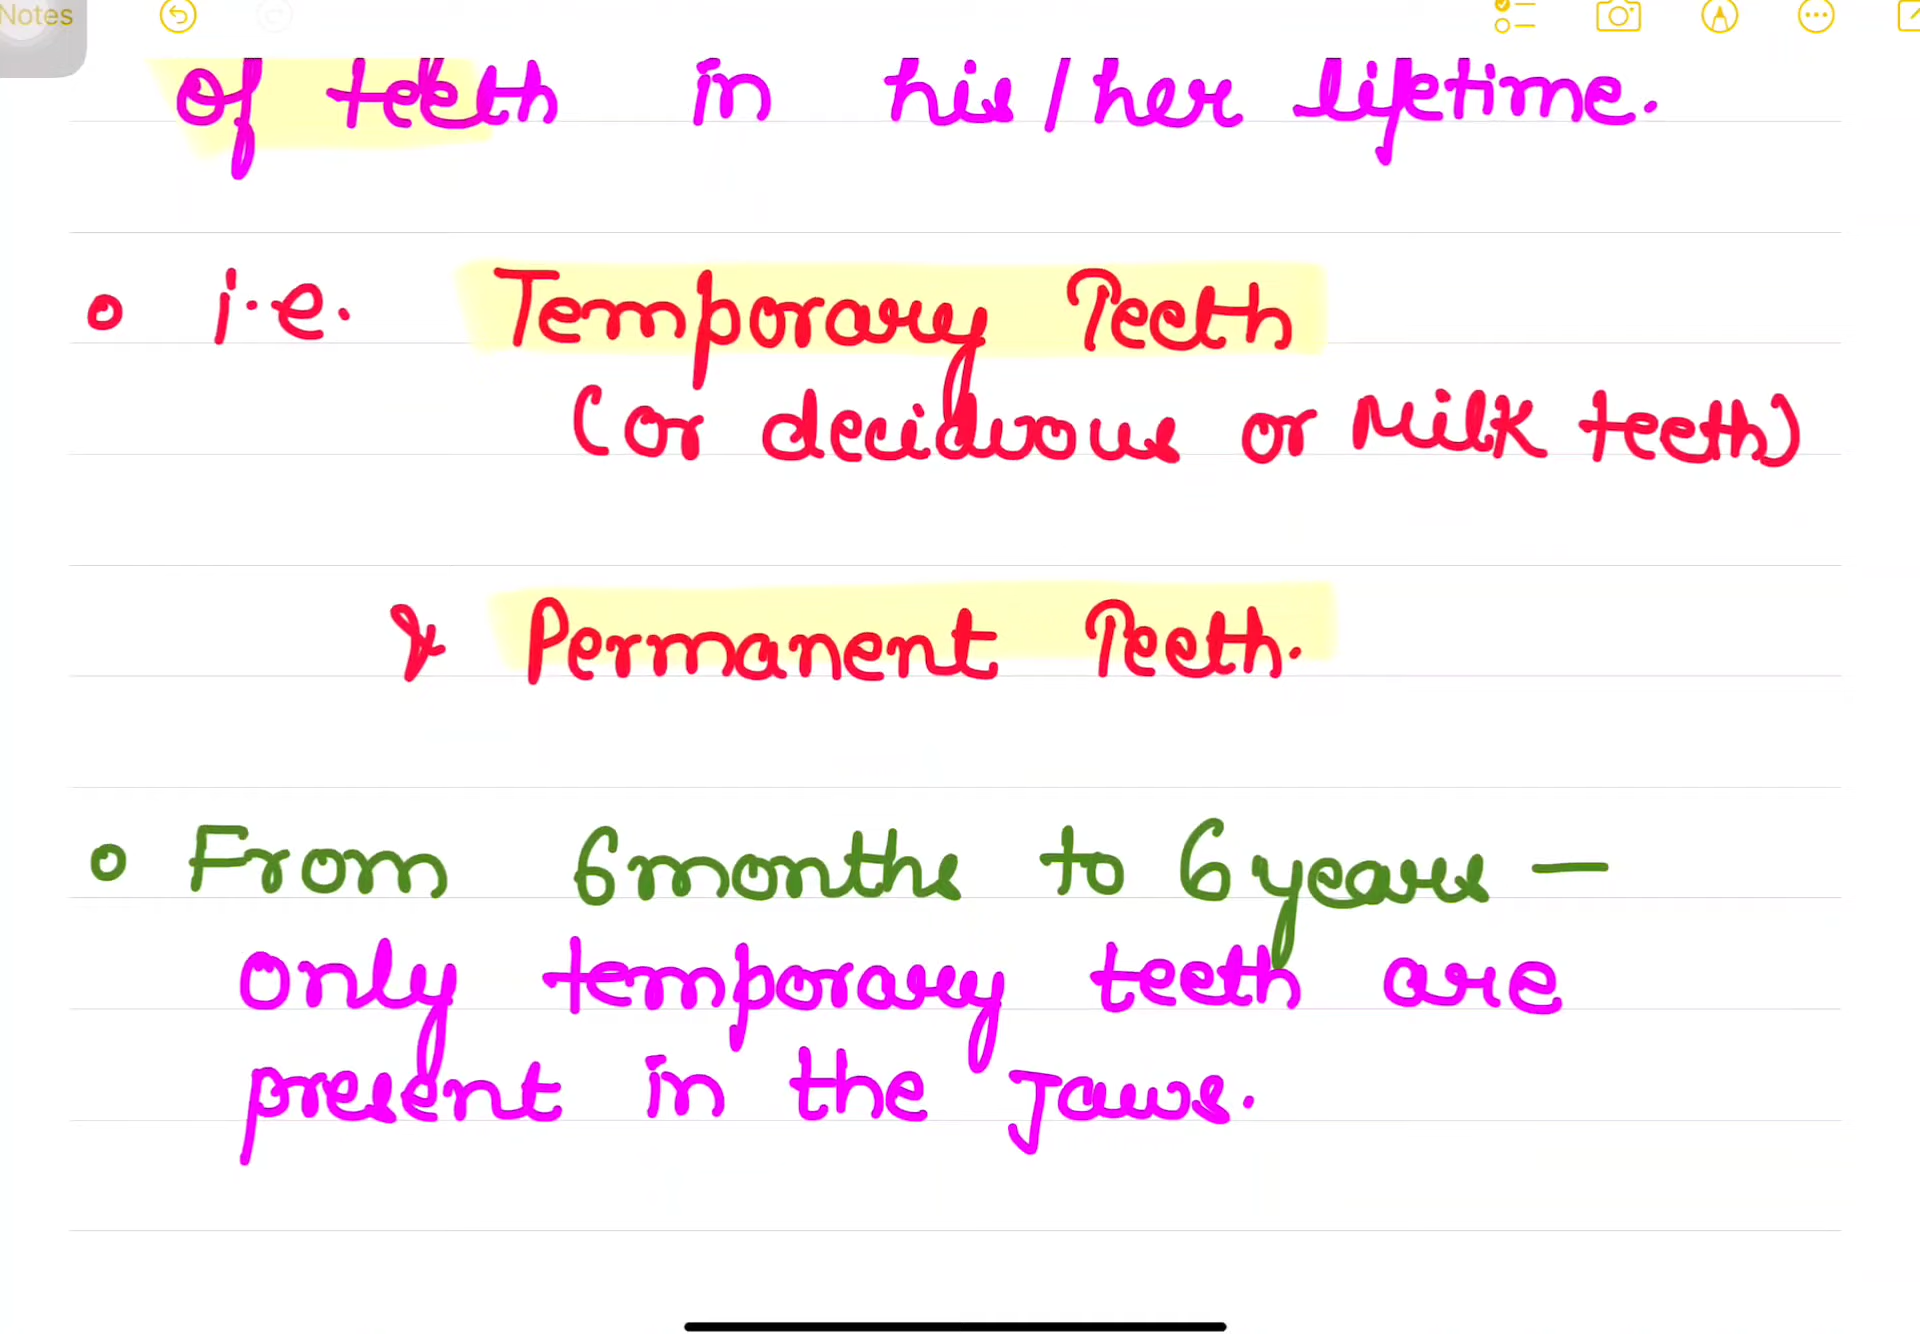 Notes
of teeth in his/her lifetime.
o i.e. Temporary Teeth
(or deciduous or Milk teeth)
& Permanent Teeth.
o From 6 months to 6 years —
only temporary teeth are
present in the Jaws.